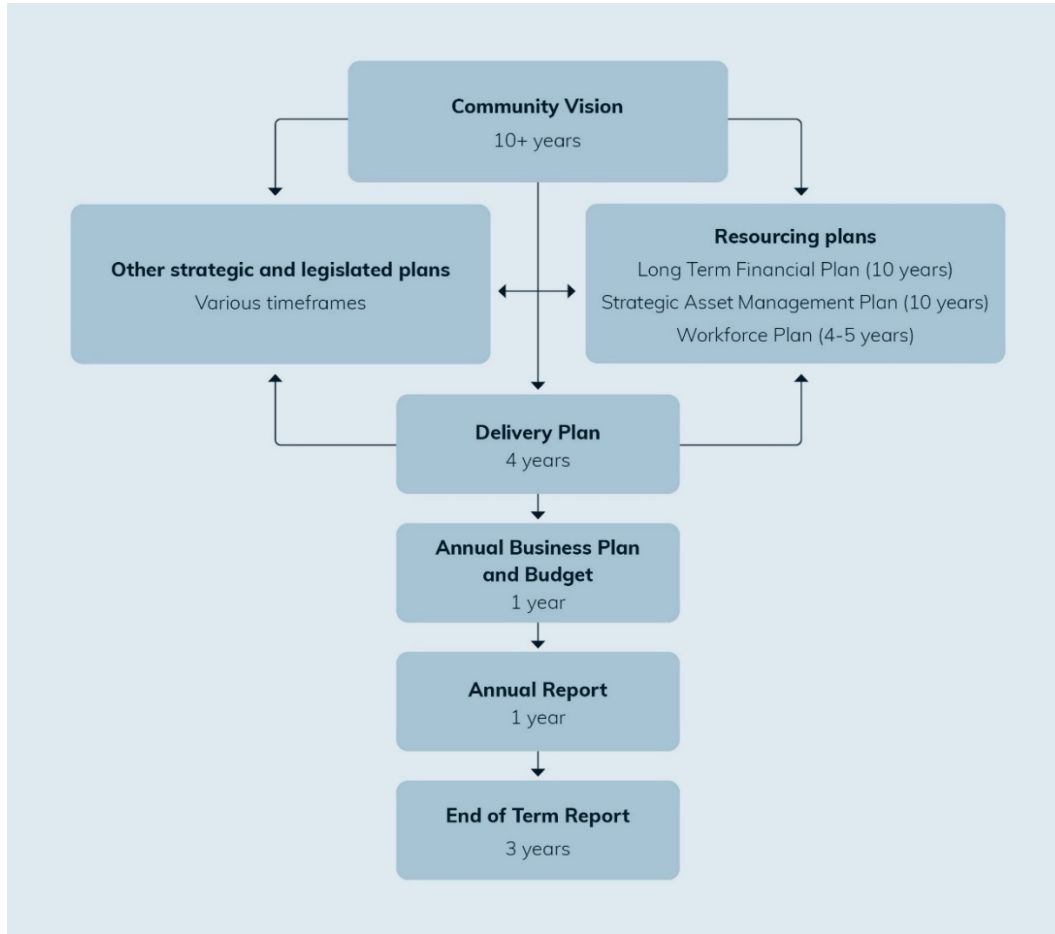 Community Vision
10+ years
Other strategic and legislated plans
Various timeframes
Resourcing plans
Long Term Financial Plan (10 years)
Strategic Asset Management Plan (10 years)
Workforce Plan (4-5 years)
Delivery Plan
4 years
Annual Business Plan
and Budget
1 year
Annual Report
1 year
End of Term Report
3 years